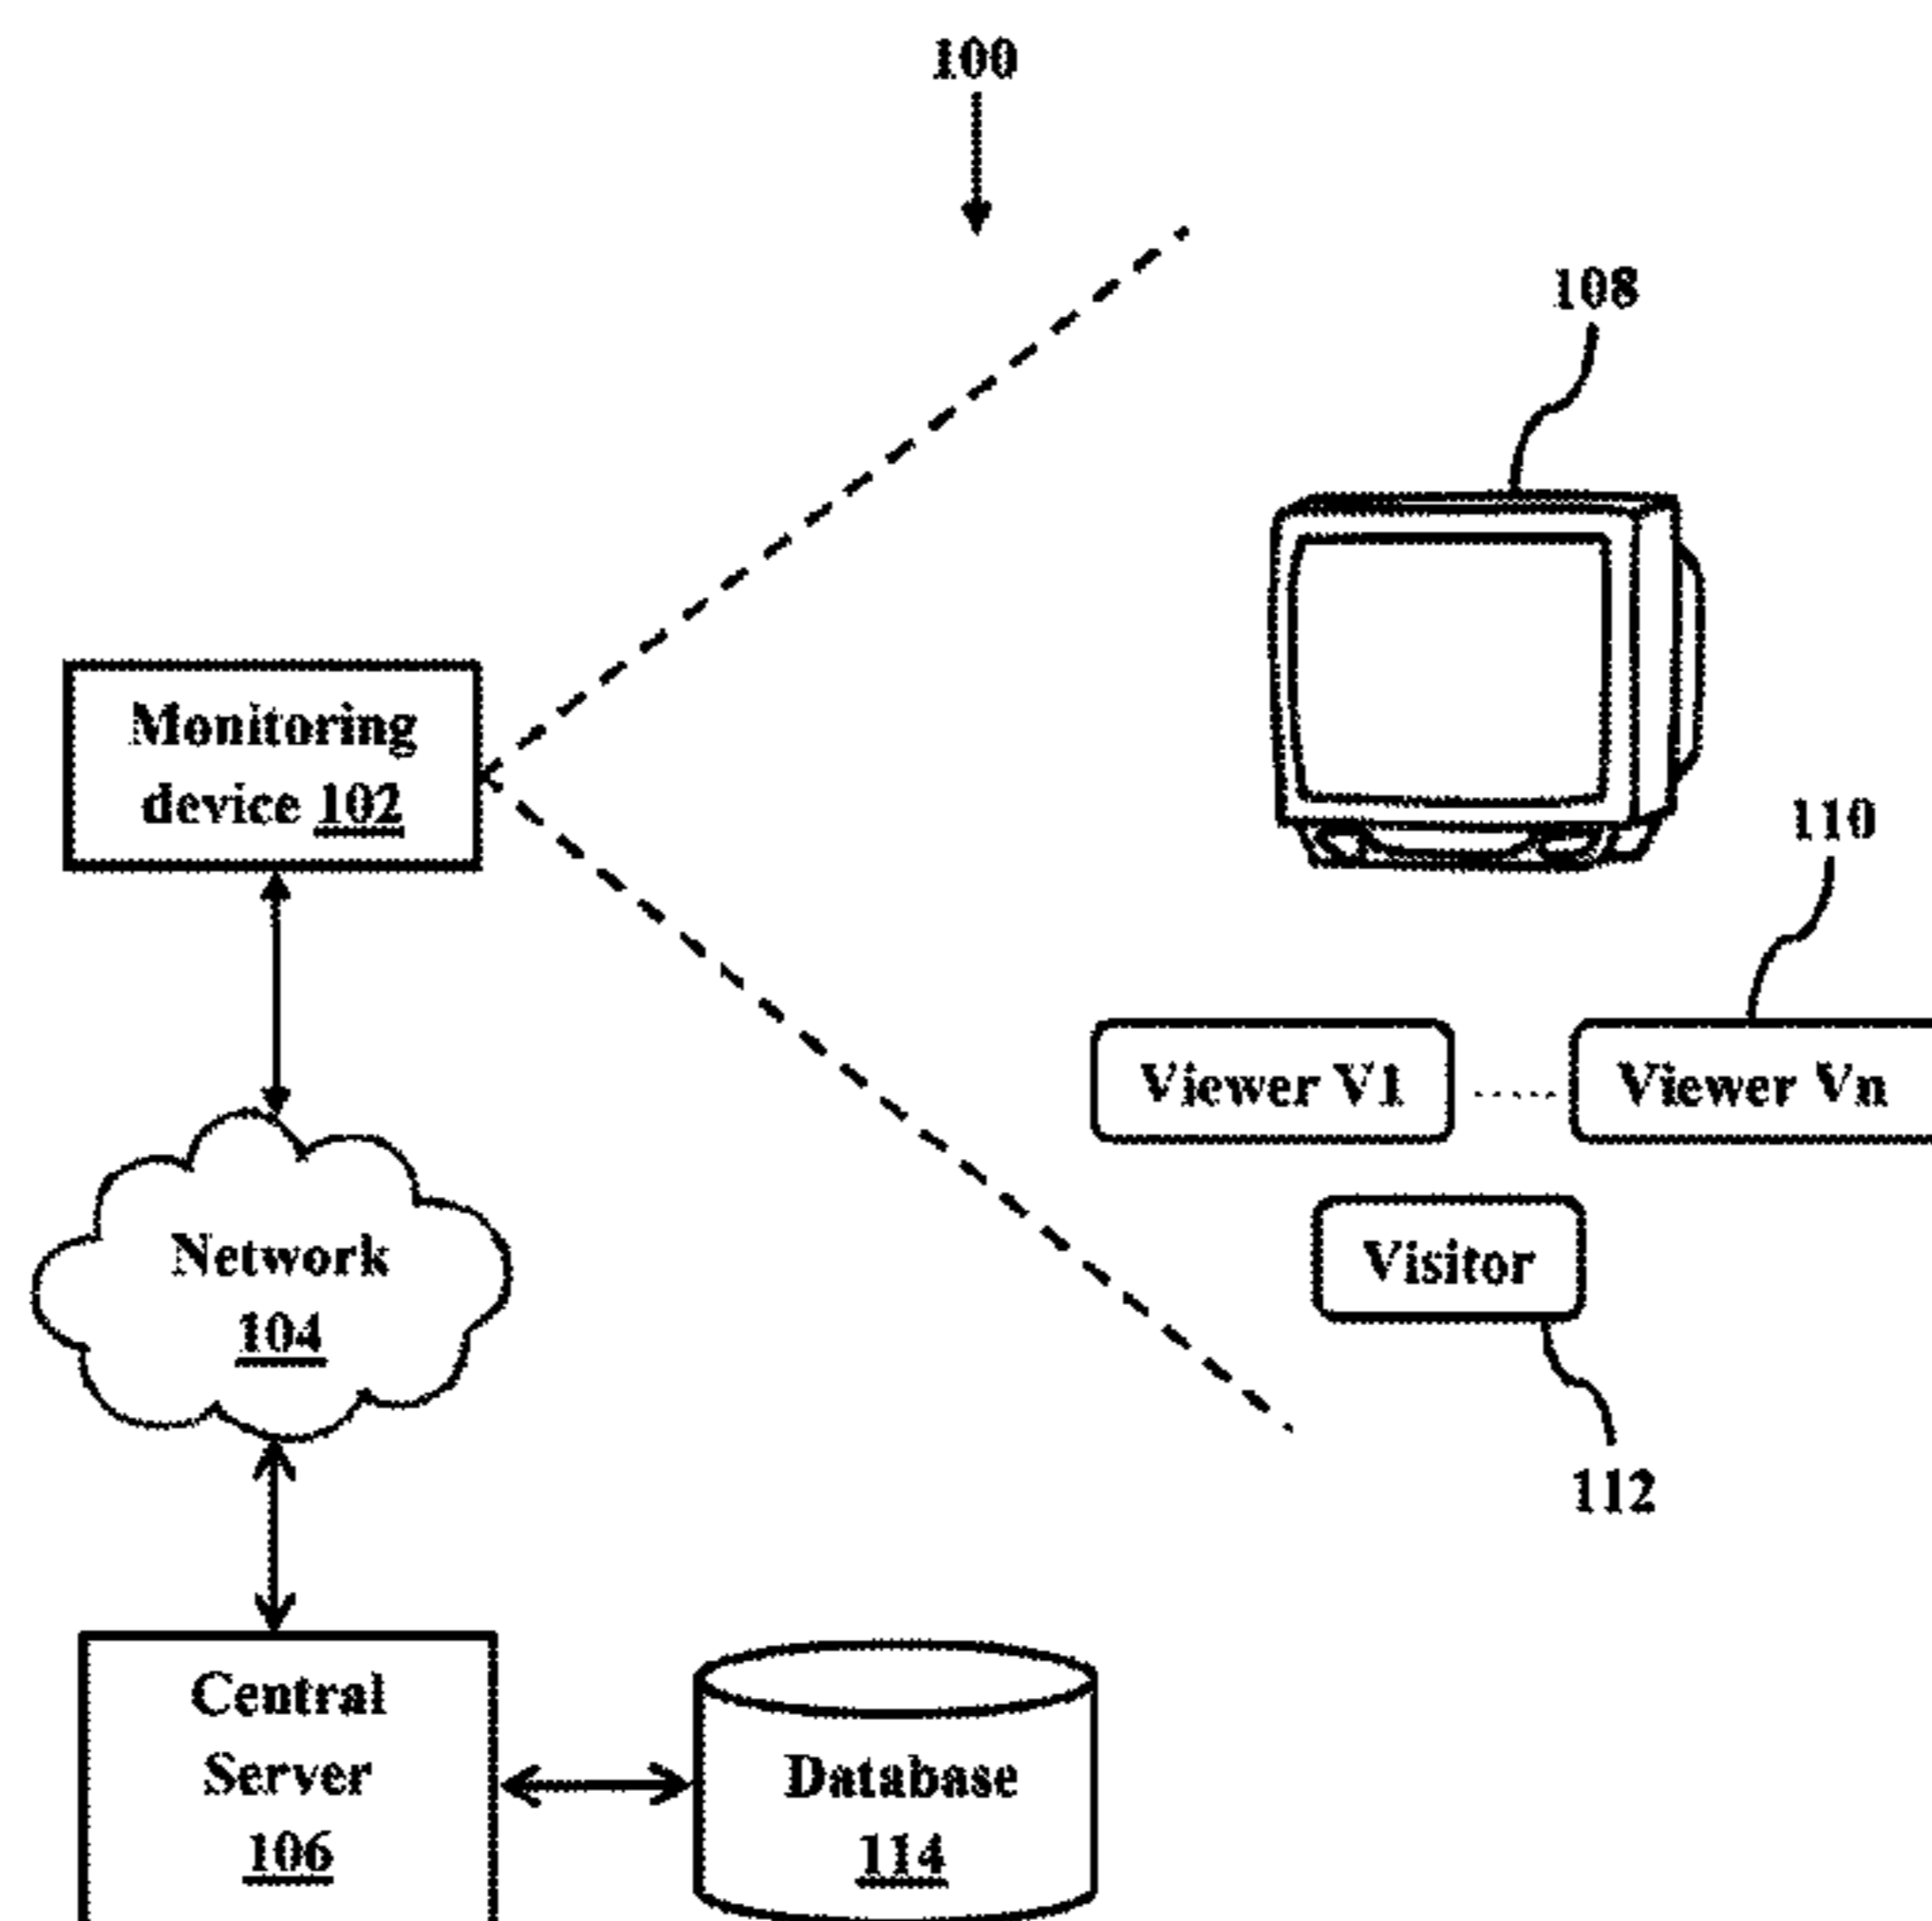 100
108
Monitoring
device 102
110
Viewer V1 ..... Viewer Vn
Network
104
Visitor
112
Central
Server
106
Database
114